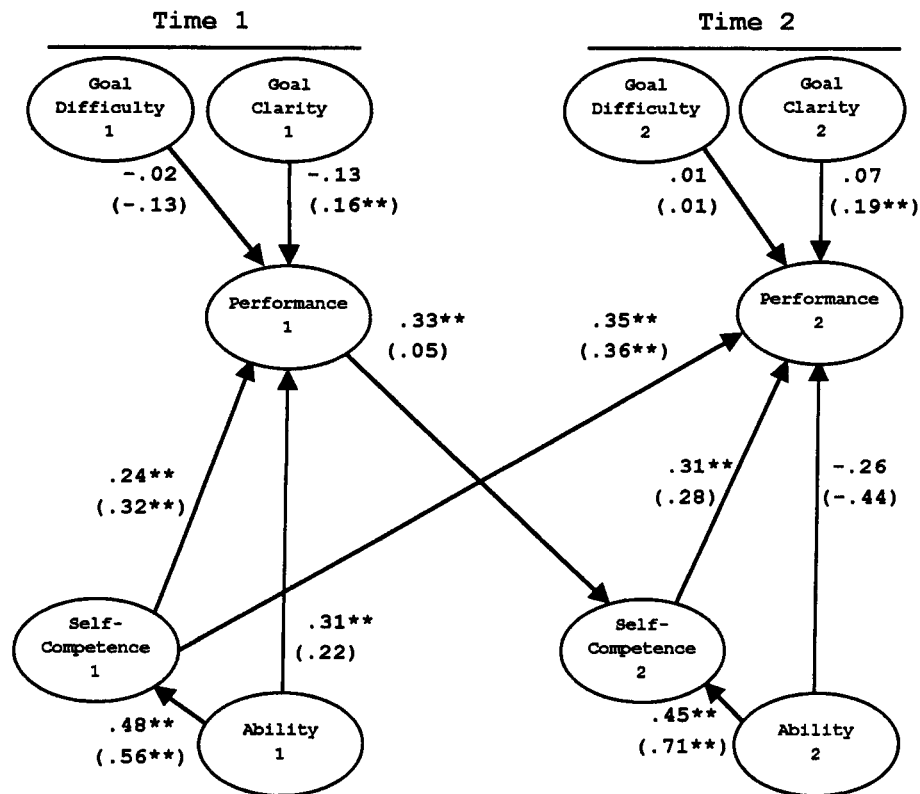 Time 1
Time 2
Goal
Difficulty
1
Goal
Clarity
1
Goal
Difficulty
2
Goal
Clarity
2
-.02
(-.13)
-.13
(.16**)
.01
(.01)
.07
(.19**)
Performance
1
.33**
(.05)
.35**
(.36**)
Performance
2
.24**
(.32**)
.31**
(.28)
-.26
(-.44)
Self-
Competence
1
.31**
(.22)
Self-
Competence
2
.48**
(.56**)
Ability
1
.45**
(.71**)
Ability
2